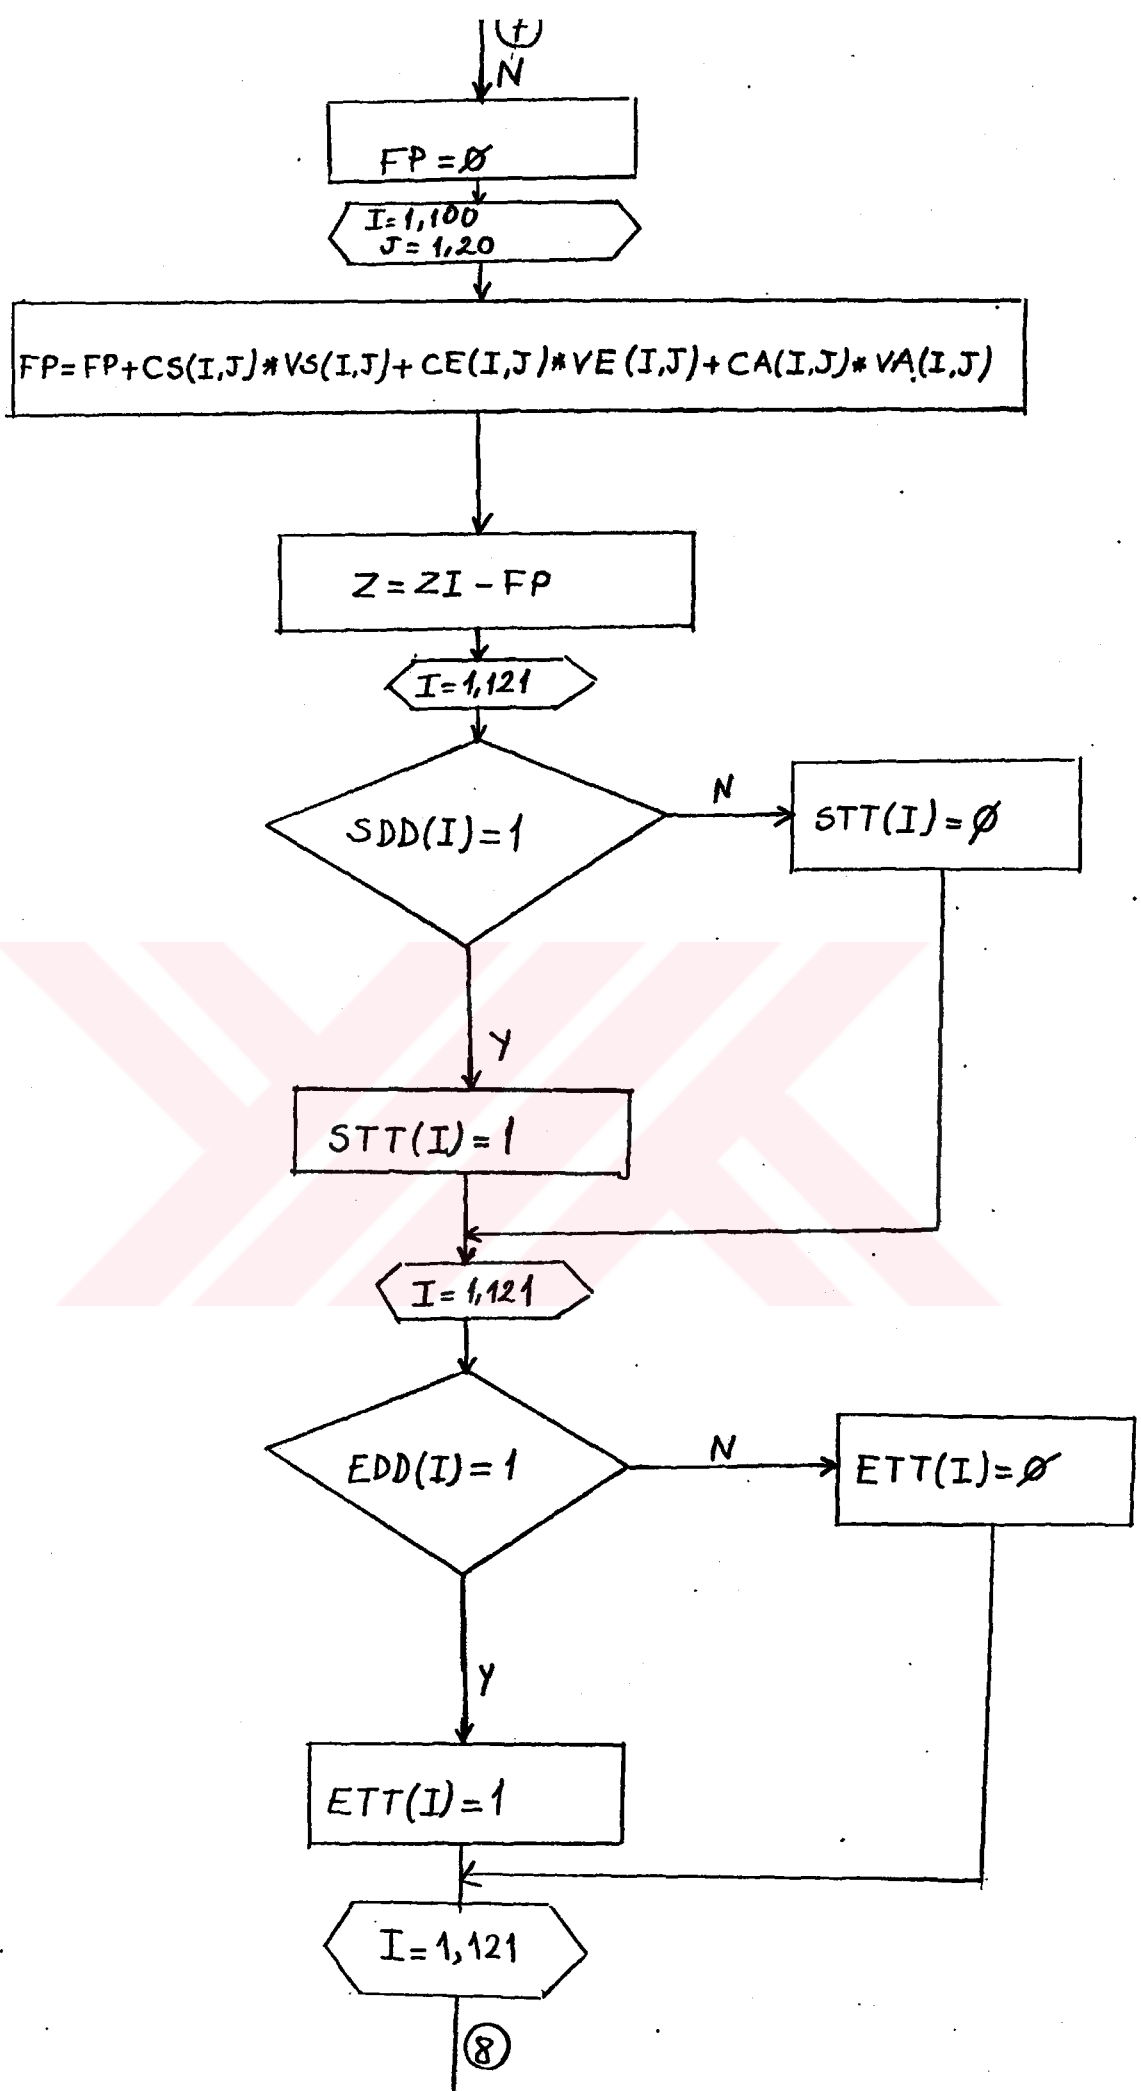 N
FP = Ø
I = 1,100
J = 1,20
FP = FP + CS(I,J) * VS(I,J) + CE(I,J) * VE(I,J) + CA(I,J) * VA(I,J)
Z = ZI - FP
I = 1,121
SDD(I) = 1
N
STT(I) = Ø
Y
STT(I) = 1
I = 1,121
EDD(I) = 1
N
ETT(I) = Ø
Y
ETT(I) = 1
I = 1,121
8